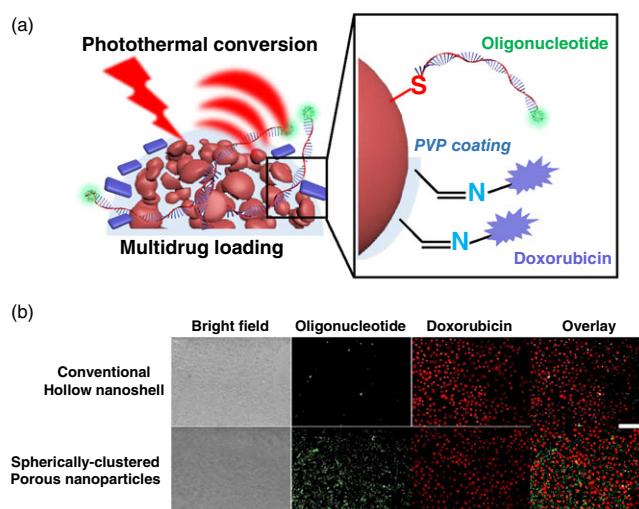 (a)
Photothermal conversion
Multidrug loading
Oligonucleotide
S
PVP coating
N
N
Doxorubicin
(b)
Bright field Oligonucleotide Doxorubicin Overlay
Conventional
Hollow nanoshell
Spherically-clustered
Porous nanoparticles